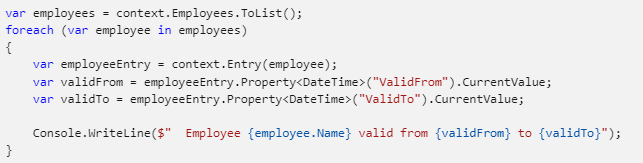 var employees = context.Employees.ToList();
foreach (var employee in employees)
{
    var employeeEntry = context.Entry(employee);
    var validFrom = employeeEntry.Property<DateTime>("ValidFrom").CurrentValue;
    var validTo = employeeEntry.Property<DateTime>("ValidTo").CurrentValue;

    Console.WriteLine($"  Employee {employee.Name} valid from {validFrom} to {validTo}");
}